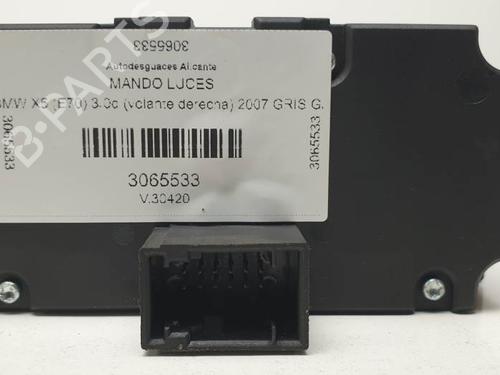 3065533
Autodesguaces Alicante
MANDO LUCES
BMW X5 (E70) 3.0d (volante derecha) 2007 GRIS G.
3065533
3065533
3065533
V.30420
B-PARTS